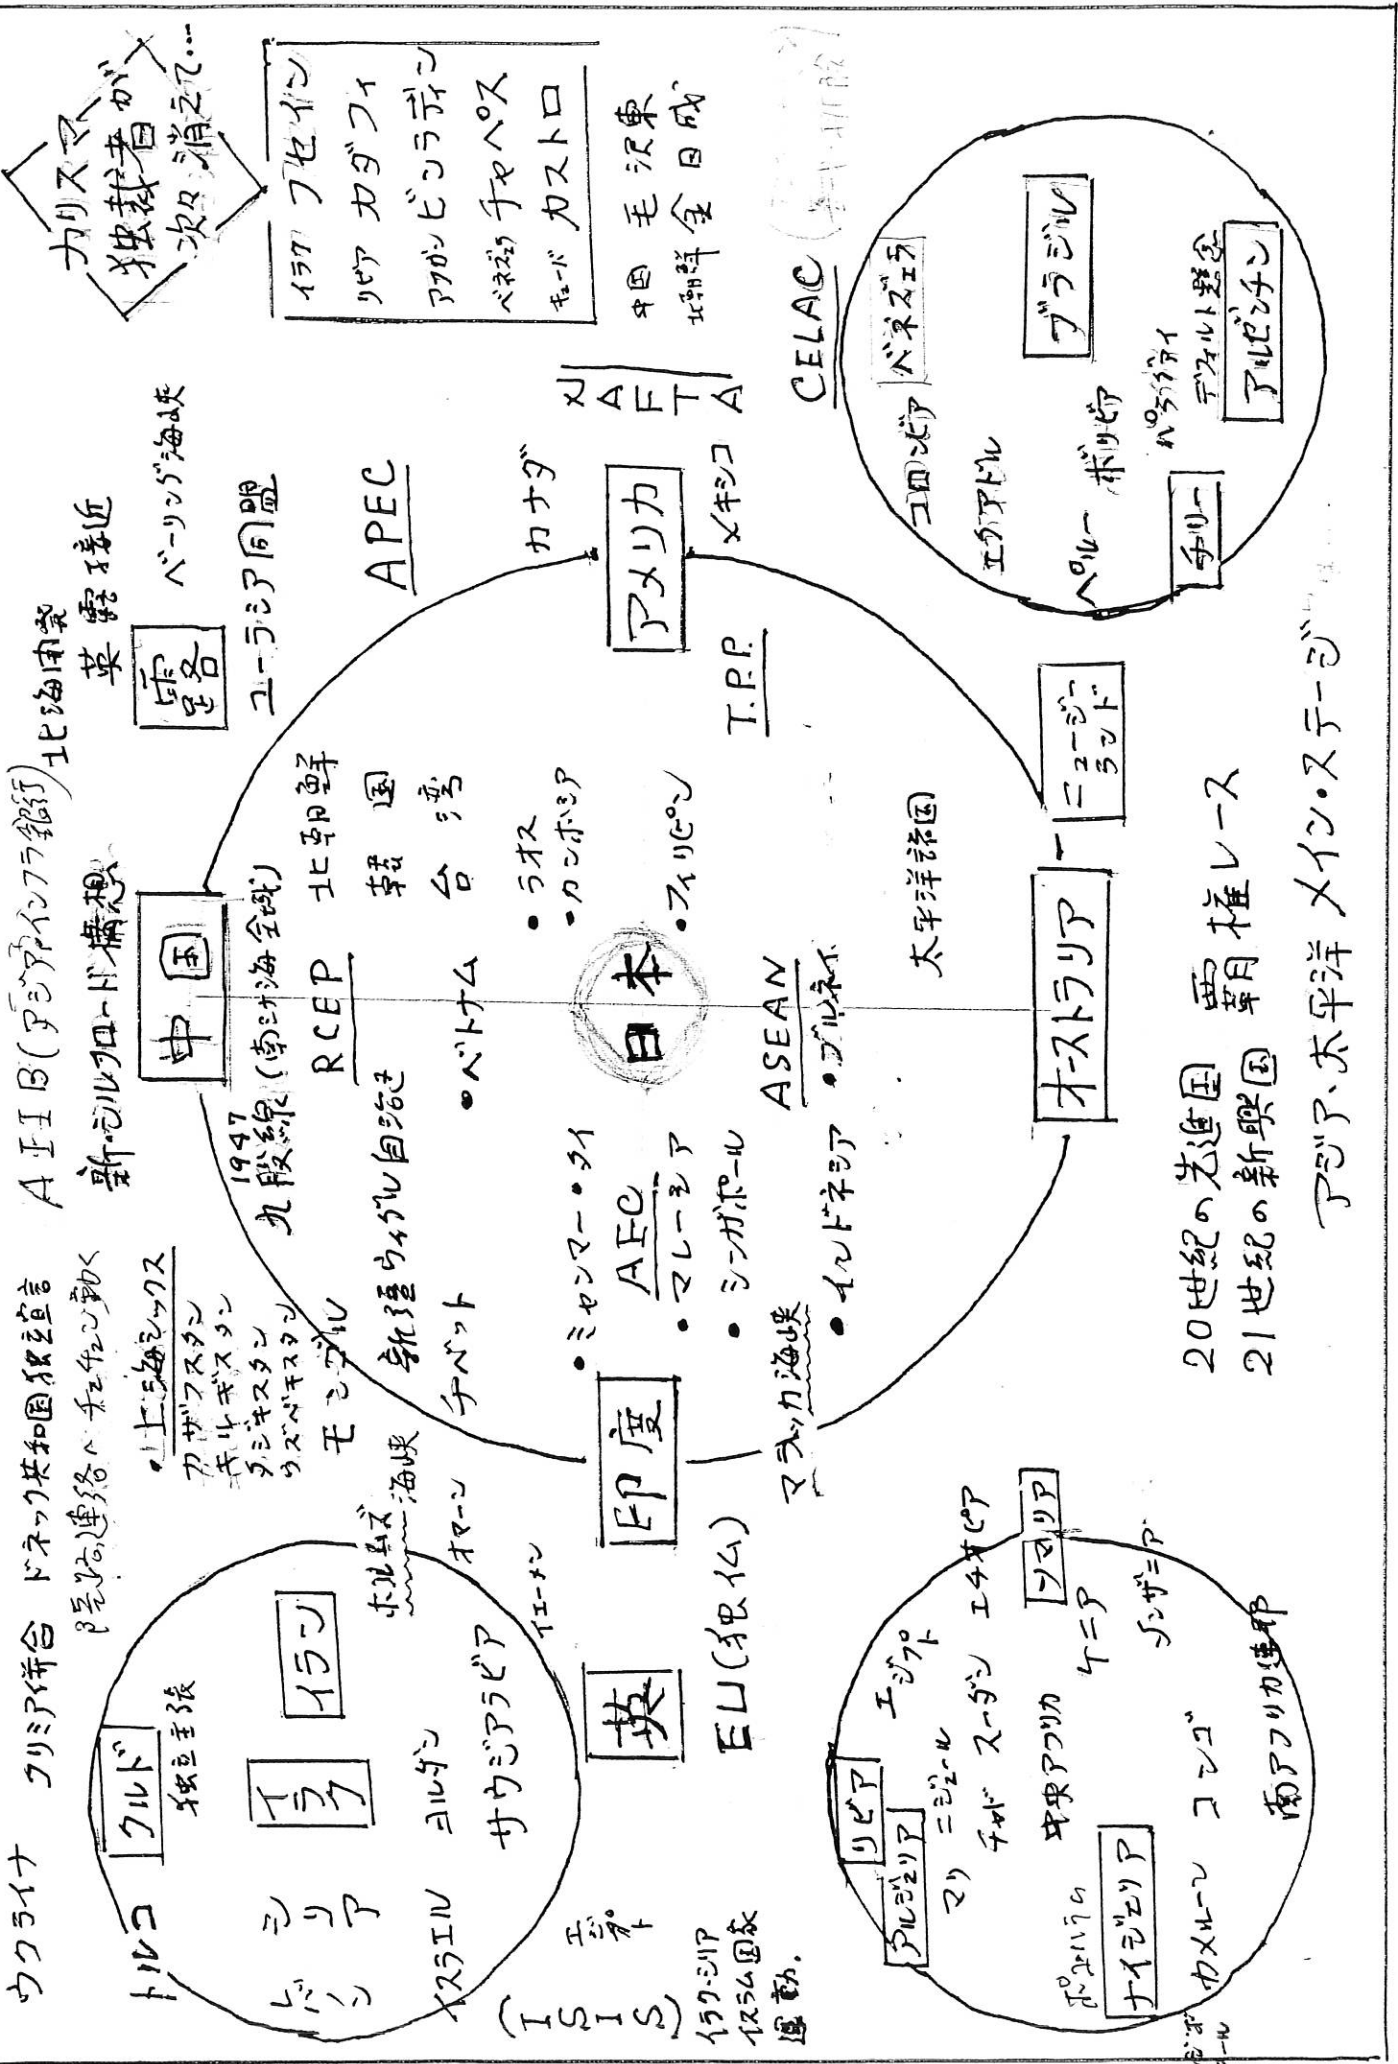 ウクライナ
クリミア併合
ドネツク共和国独立宣言
AIIB(アジアインフラ銀行)
北海開発
英露接近
新・シルクロード構想
露
ベーリング海峡
ユーラシア同盟
カリスマ
独裁者が
次々消えて…
イラク フセイン
リビア カダフィ
アフガン ビンラディン
ベネズエラ チャベス
キューバ カストロ
中国 毛沢東
北朝鮮 金日成
トルコ
クルド
独立主張
シリア
レバノン
イラク
イラン
ヨルダン
イスラエル
サウジアラビア
ホルムズ
海峡
オマーン
イエーメン
エジプト
(ISIS)
イラク・シリア
イスラム国家
運動.
・上海シックス
カザフスタン
キルギスタン
タジキスタン
ウズベキスタン
モンゴル
中国
1947
九段線(南シナ海全域)
RCEP
北朝鮮
韓国
台湾
新疆ウィグル自治区
チベット
・ベトナム
・ラオス
・カンボジア
APEC
カナダ
アメリカ
メキシコ
NAFTA
T.P.P.
印度
英
EU(独仏)
・ミャンマー・タイ
AEC
・マレーシア
・シンガポール
マラッカ海峡
・インドネシア
日本
・フィリピン
ASEAN
・ブルネイ
太平洋諸国
オーストラリア
ニュージーランド
CELAC
コロンビア
ベネズエラ
エクアドル
ブラジル
ペルー
ボリビア
パラグアイ
デフォルト懸念
チリー
アルゼンチン
リビア
アルジェリア
エジプト
マリ
ニジェール
チャド
スーダン
エチオピア
ソマリア
中央アフリカ
ケニア
ボコハラム
ナイジェリア
カメルーン
コンゴ
タンザニア
南アフリカ連邦
20世紀の先進国
21世紀の新興国
覇権レース
アジア、太平洋 メイン・ステージ